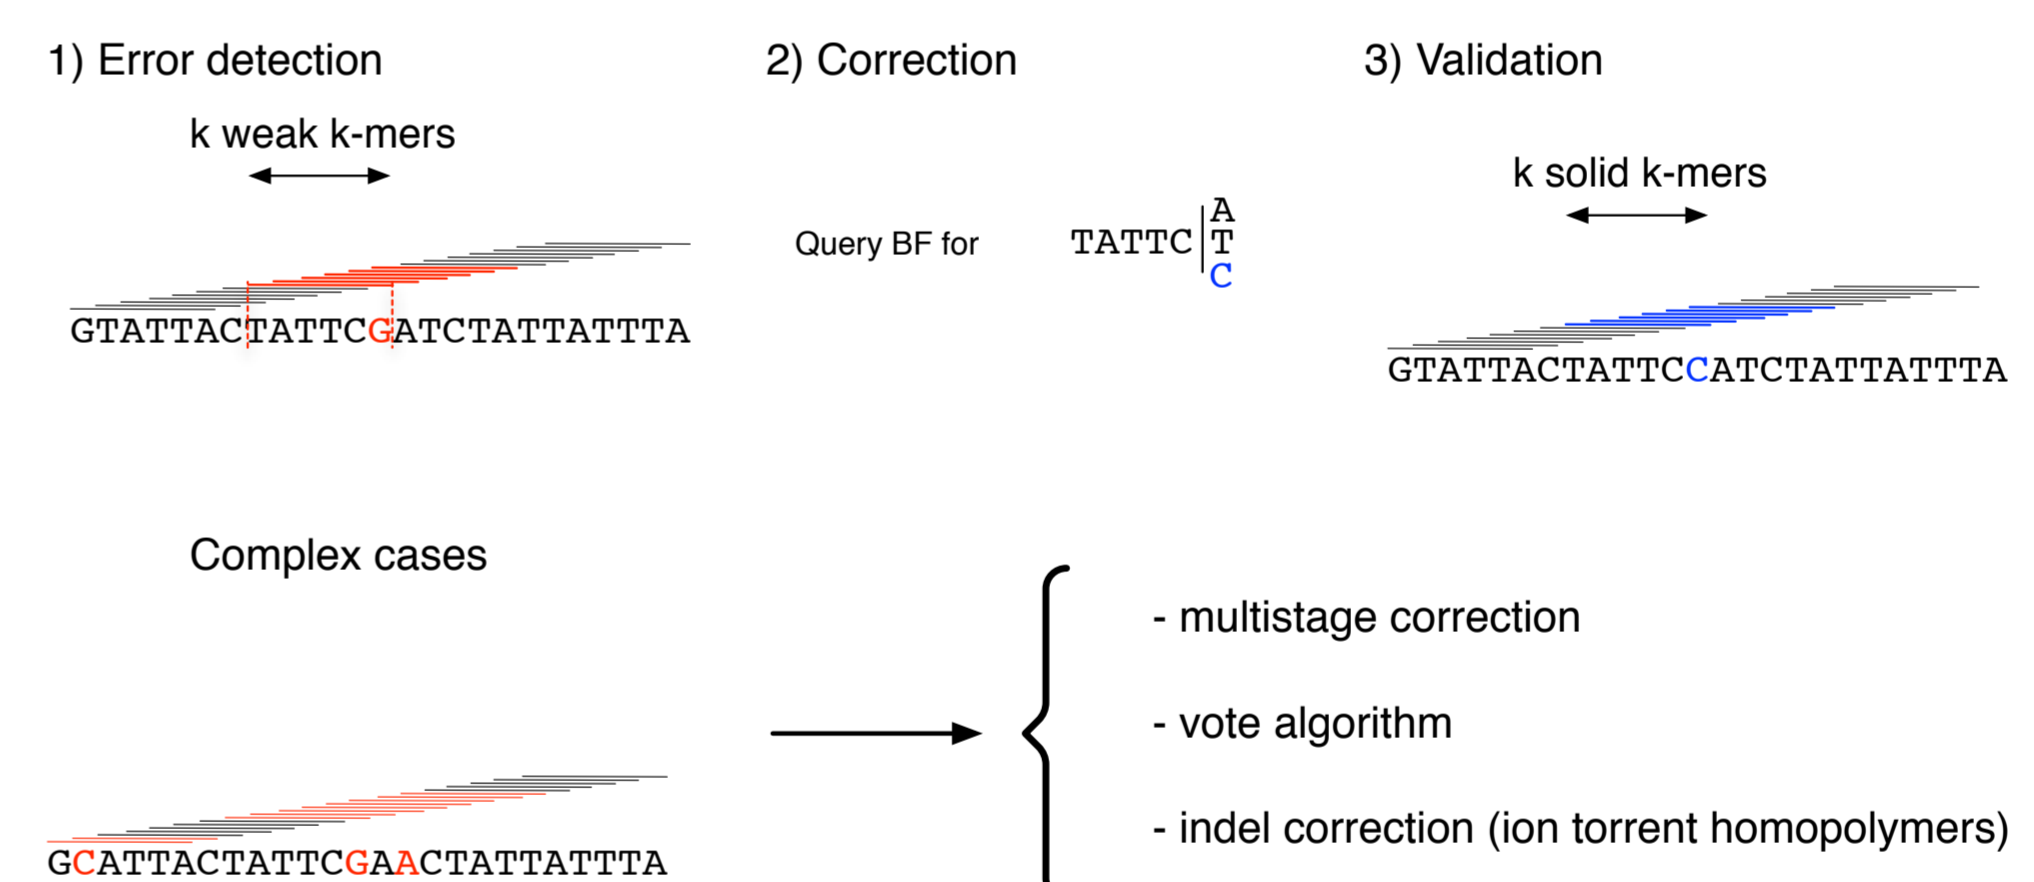 1) Error detection
k weak k-mers
GTATTACTATTCGATCTATTATTTA
2) Correction
Query BF for
A
TATTC|T
C
3) Validation
k solid k-mers
GTATTACTATTCCATCTATTATTTA
Complex cases
GCATTACTATTCGAACTATTATTTA
- multistage correction
- vote algorithm
- indel correction (ion torrent homopolymers)